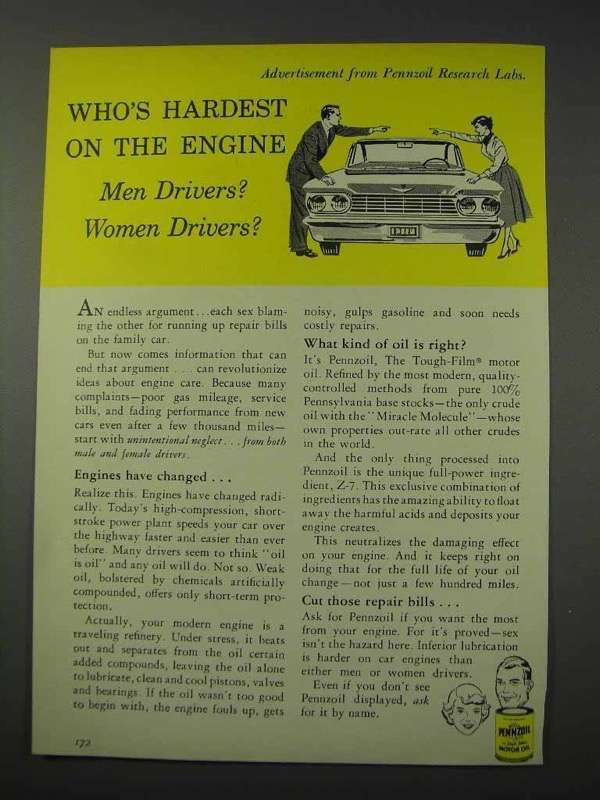 Advertisement from Pennzoil Research Labs.
WHO'S HARDEST
ON THE ENGINE
Men Drivers?
Women Drivers?
AN endless argument...each sex blam-
ing the other for running up repair bills
on the family car.
But now comes information that can
end that argument . . . can revolutionize
ideas about engine care. Because many
complaints—poor gas mileage, service
bills, and fading performance from new
cars even after a few thousand miles—
start with unintentional neglect. . . from both
male and female drivers.
Engines have changed . . .
Realize this. Engines have changed radi-
cally. Today's high-compression, short-
stroke power plant speeds your car over
the highway faster and easier than ever
before. Many drivers seem to think "oil
is oil" and any oil will do. Not so. Weak
oil, bolstered by chemicals artificially
compounded, offers only short-term pro-
tection.
Actually, your modern engine is a
traveling refinery. Under stress, it heats
out and separates from the oil certain
added compounds, leaving the oil alone
to lubricate, clean and cool pistons, valves
and bearings. If the oil wasn't too good
to begin with, the engine fouls up, gets
172
noisy, gulps gasoline and soon needs
costly repairs.
What kind of oil is right?
It's Pennzoil, The Tough-Film® motor
oil. Refined by the most modern, quality-
controlled methods from pure 100%
Pennsylvania base stocks—the only crude
oil with the "Miracle Molecule"—whose
own properties out-rate all other crudes
in the world.
And the only thing processed into
Pennzoil is the unique full-power ingre-
dient, Z-7. This exclusive combination of
ingredients has the amazing ability to float
away the harmful acids and deposits your
engine creates.
This neutralizes the damaging effect
on your engine. And it keeps right on
doing that for the full life of your oil
change—not just a few hundred miles.
Cut those repair bills . . .
Ask for Pennzoil if you want the most
from your engine. For it's proved—sex
isn't the hazard here. Inferior lubrication
is harder on car engines than
either men or women drivers.
Even if you don't see
Pennzoil displayed, ask
for it by name.
PENNZOIL
MOTOR OIL